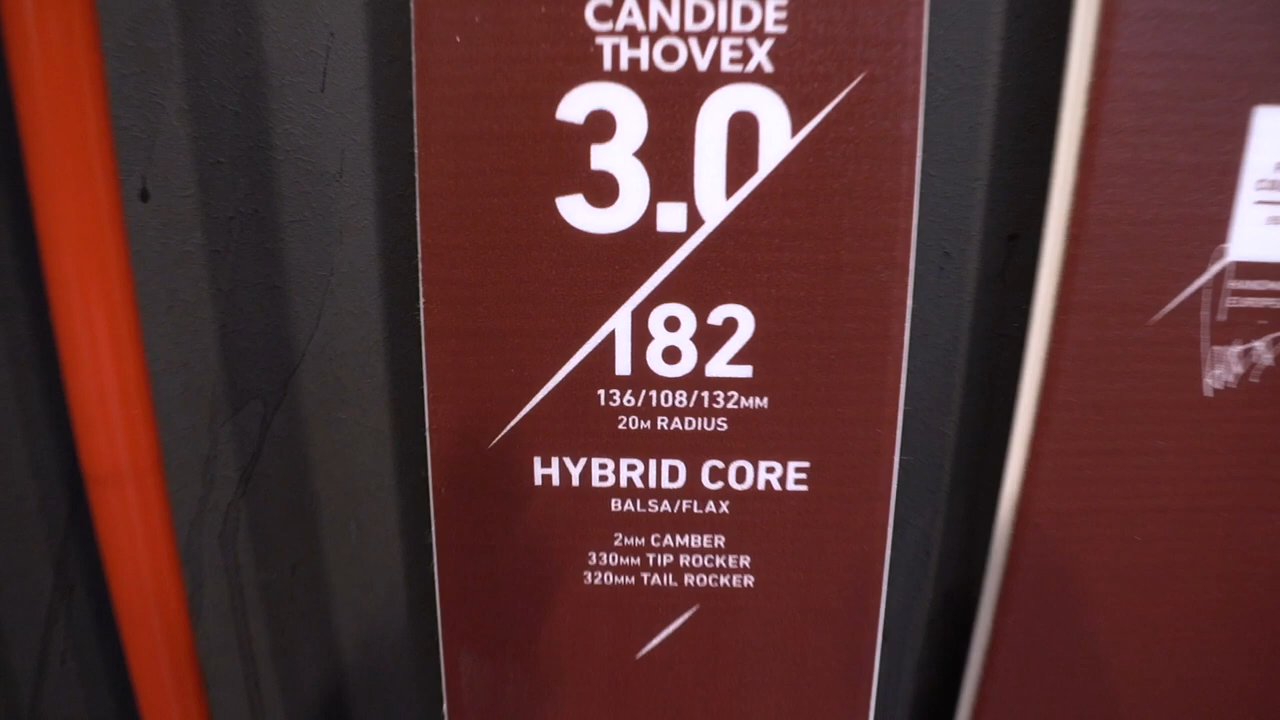 CANDIDE
THOVEX
3.0
182
136/108/132MM
20M RADIUS
HYBRID CORE
BALSA/FLAX
2MM CAMBER
330MM TIP ROCKER
320MM TAIL ROCKER